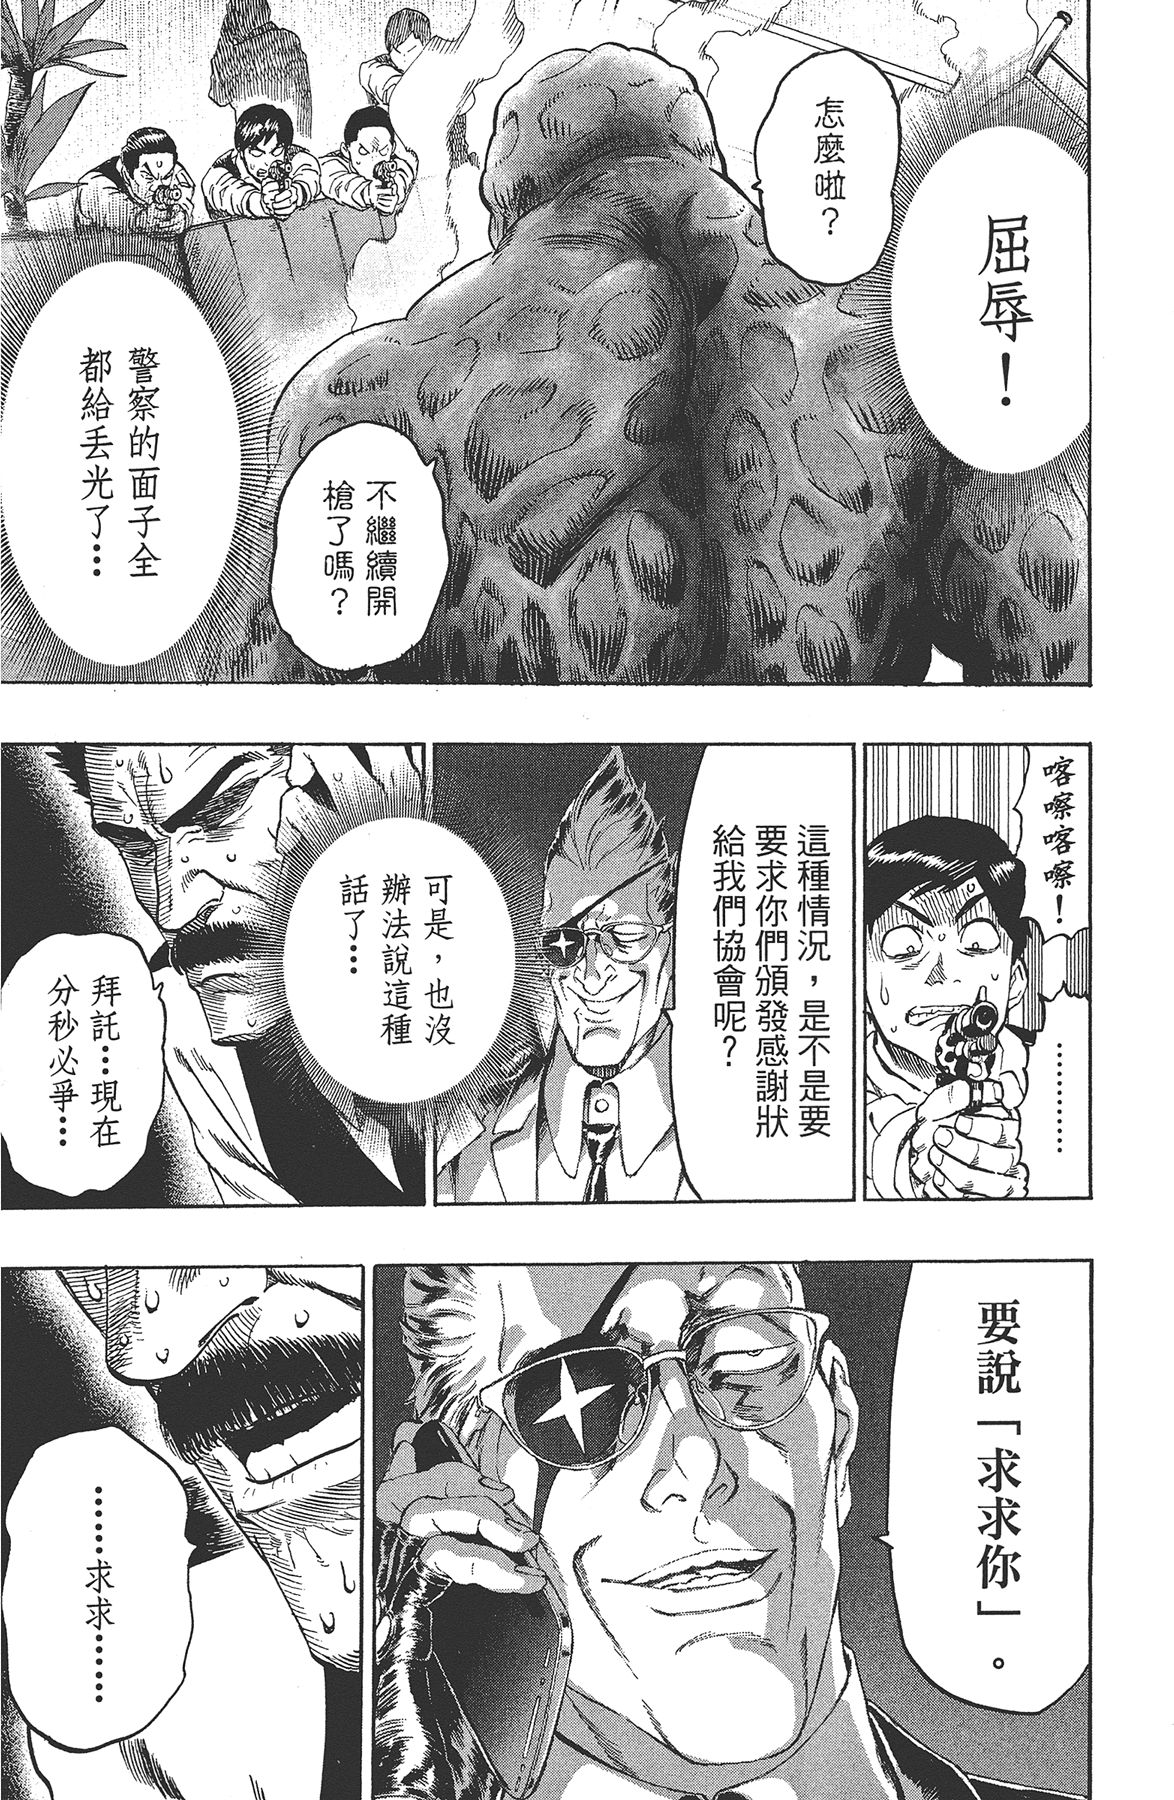 屈辱！
怎麼啦？
不繼續開
槍了嗎？
警察的面子全
都給丟光了…
喀嚓喀嚓！
…………
這種情況，是不是要
要求你們頒發感謝狀
給我們協會呢？
可是，也沒
辦法說這種
話了…
拜託…現在
分秒必爭…
要說「求求你」。
……求求……